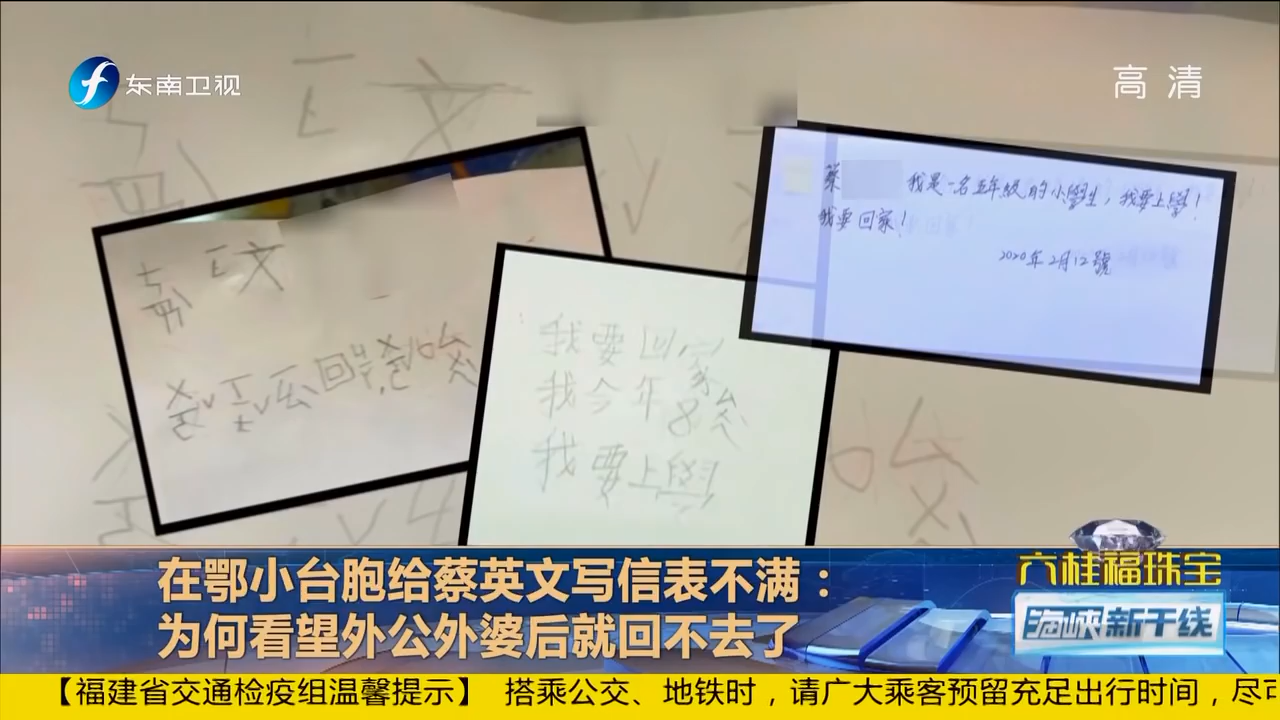 东南卫视
高 清
蔡
我是一名五年级的小學生，我要上學！
我要回家！
2020年2月12號
文
我要回家
我今年8歲
我要上學
在鄂小台胞给蔡英文写信表不满：
为何看望外公外婆后就回不去了
六桂福珠宝
海峡新干线
【福建省交通检疫组温馨提示】 搭乘公交、地铁时，请广大乘客预留充足出行时间，尽可